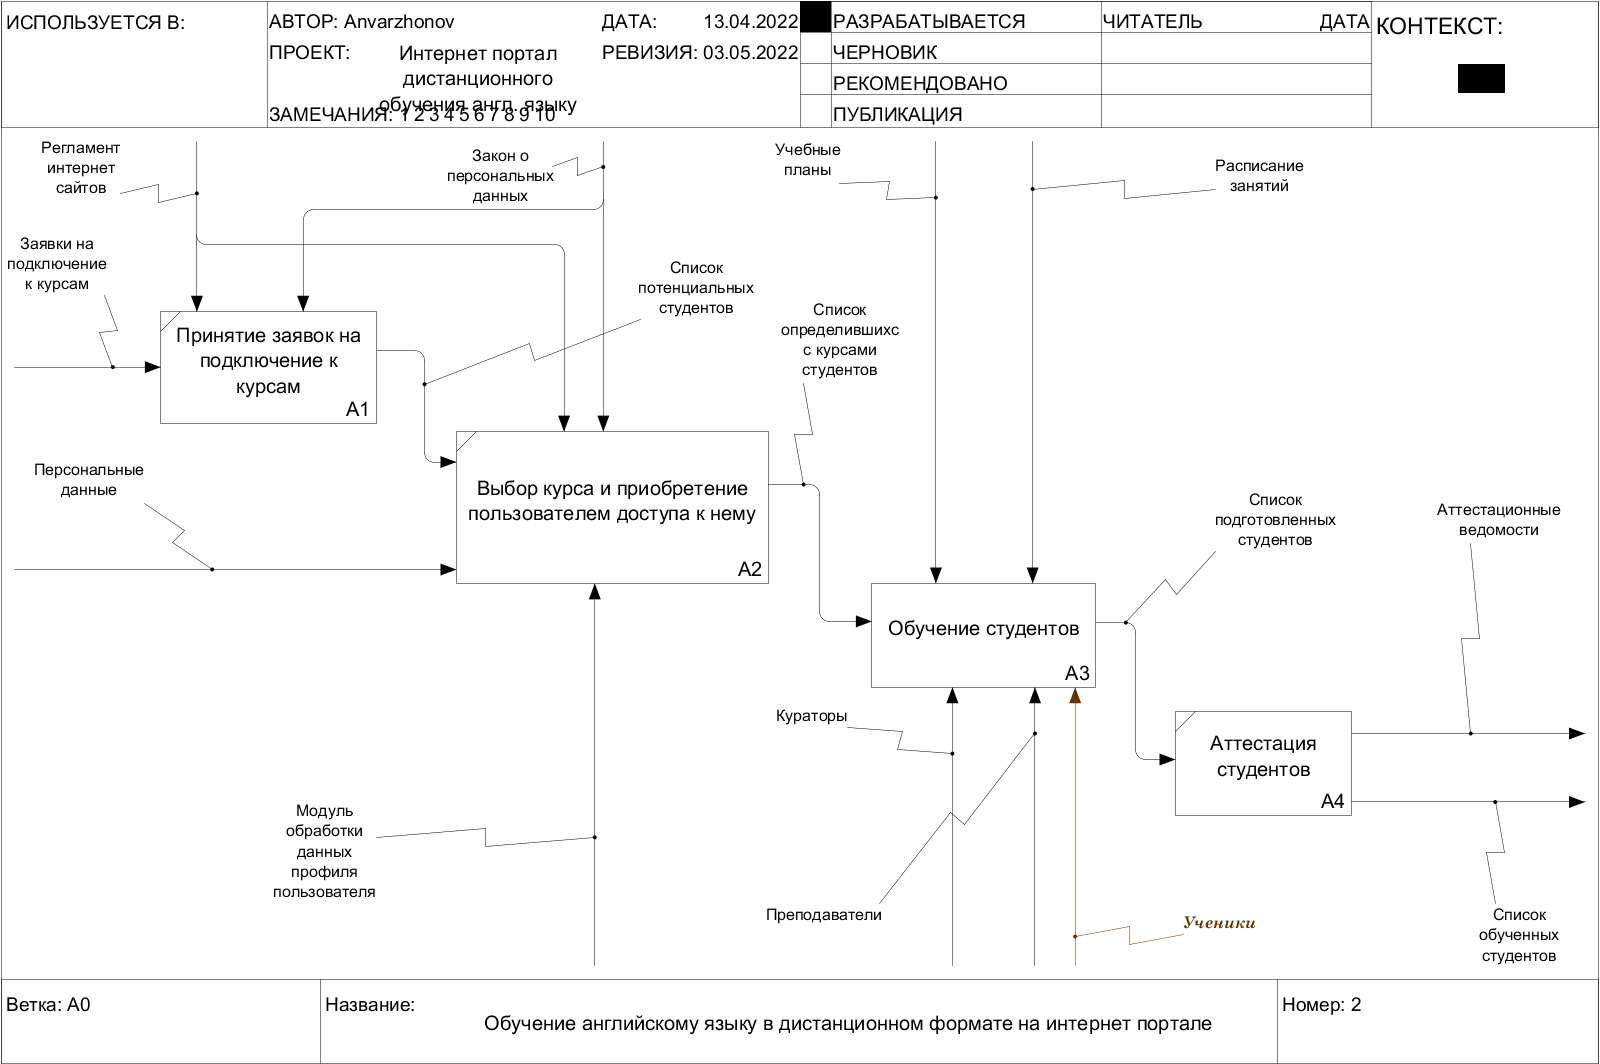 ИСПОЛЬЗУЕТСЯ В:
АВТОР: Anvarzhonov
ДАТА: 13.04.2022
ПРОЕКТ: Интернет портал
дистанционного
обучения англ. языку
РЕВИЗИЯ: 03.05.2022
ЗАМЕЧАНИЯ: 1 2 3 4 5 6 7 8 9 10
РАЗРАБАТЫВАЕТСЯ
ЧЕРНОВИК
РЕКОМЕНДОВАНО
ПУБЛИКАЦИЯ
ЧИТАТЕЛЬ
ДАТА
КОНТЕКСТ:
Регламент
интернет
сайтов
Закон о
персональных
данных
Учебные
планы
Расписание
занятий
Заявки на
подключение
к курсам
Список
потенциальных
студентов
Список
определившихс
с курсами
студентов
Принятие заявок на
подключение к
курсам
A1
Персональные
данные
Выбор курса и приобретение
пользователем доступа к нему
A2
Список
подготовленных
студентов
Аттестационные
ведомости
Обучение студентов
A3
Кураторы
Аттестация
студентов
A4
Модуль
обработки
данных
профиля
пользователя
Преподаватели
Ученики
Список
обученных
студентов
Ветка: A0
Название:
Обучение английскому языку в дистанционном формате на интернет портале
Номер: 2